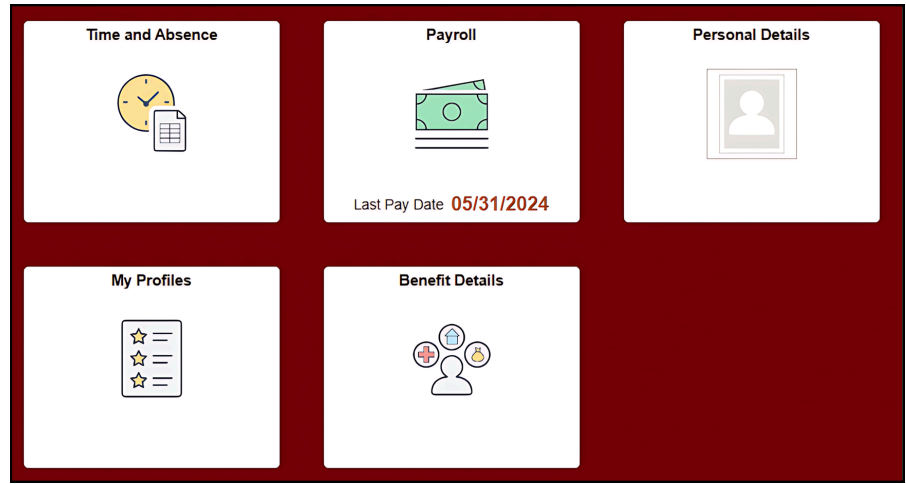 Time and Absence
Payroll
Personal Details
Last Pay Date 05/31/2024
My Profiles
Benefit Details